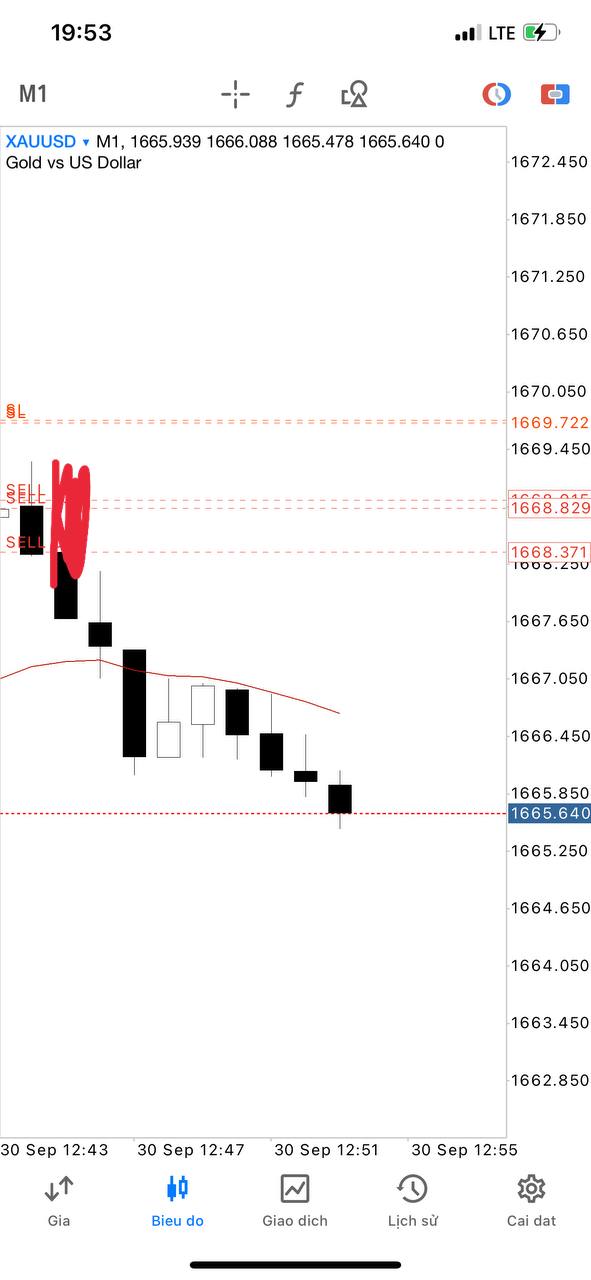 19:53
LTE
M1
XAUUSD ▾ M1, 1665.939 1666.088 1665.478 1665.640 0
Gold vs US Dollar
1672.450
1671.850
1671.250
1670.650
1670.050
SL
SL
1669.722
1669.450
SELL
SELL
1668.829
SELL
1668.371
1668.250
1667.650
1667.050
1666.450
1665.850
1665.640
1665.250
1664.650
1664.050
1663.450
1662.850
30 Sep 12:43 30 Sep 12:47 30 Sep 12:51 30 Sep 12:55
Gia Bieu do Giao dich Lịch sử Cai dat